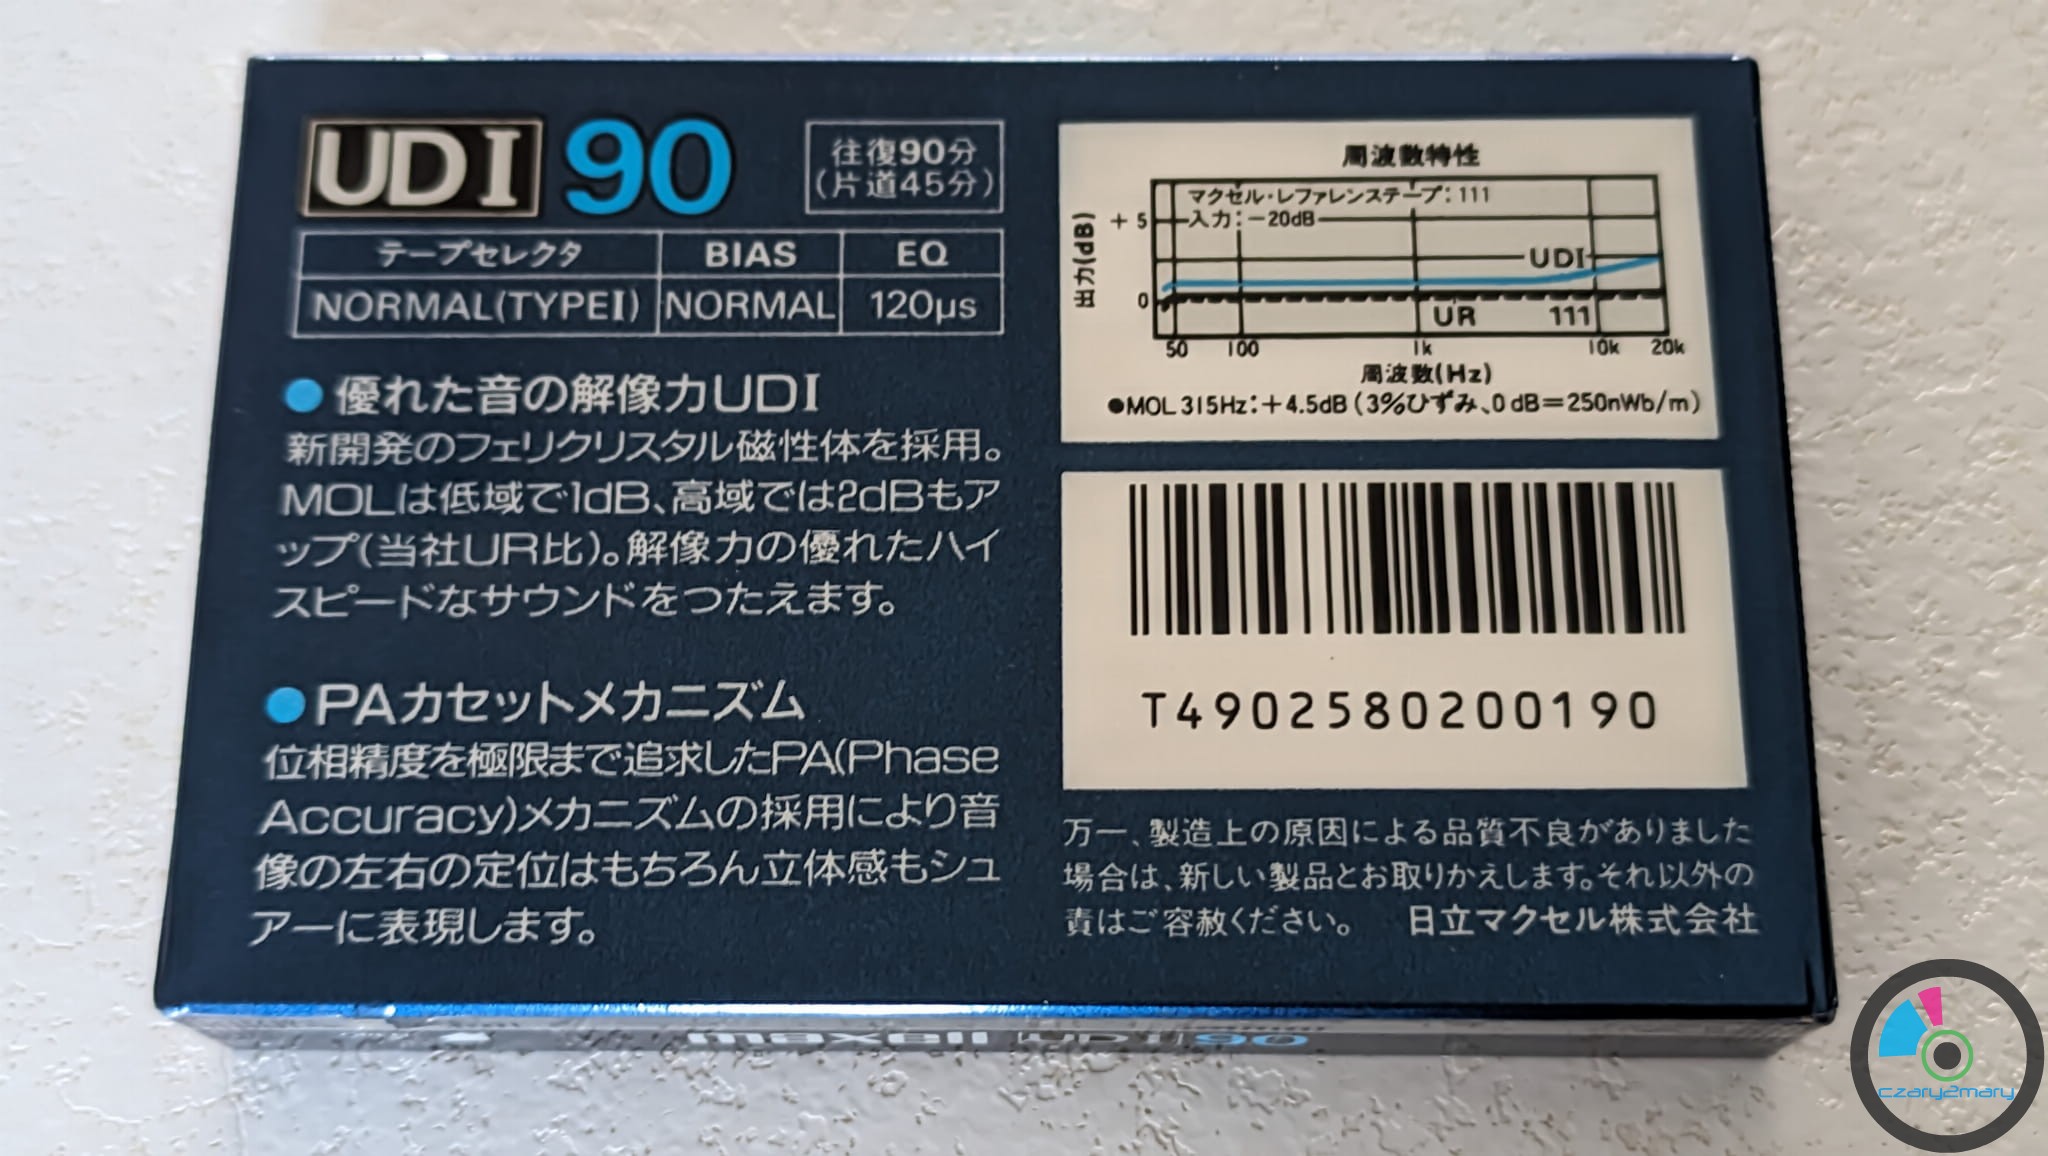 UDⅠ 90
往復90分
(片道45分)
テープセレクタ BIAS EQ
NORMAL(TYPEⅠ) NORMAL 120μs
●優れた音の解像力UDⅠ
新開発のフェリクリスタル磁性体を採用。
MOLは低域で1dB、高域では2dBもア
ップ(当社UR比)。解像力の優れたハイ
スピードなサウンドをつたえます。
●PAカセットメカニズム
位相精度を極限まで追求したPA(Phase
Accuracy)メカニズムの採用により音
像の左右の定位はもちろん立体感もシュ
アーに表現します。
周波数特性
マクセル・レファレンステープ:111
入力:−20dB
出力(dB)
+5
0
UDⅠ
UR 111
50 100 1k 10k 20k
周波数(Hz)
●MOL 315Hz:+4.5dB(3%ひずみ、0dB=250nWb/m)
T4902580200190
万一、製造上の原因による品質不良がありました
場合は、新しい製品とお取りかえします。それ以外の
責はご容赦ください。 日立マクセル株式会社
maxell UDⅠ 90
czary2mary